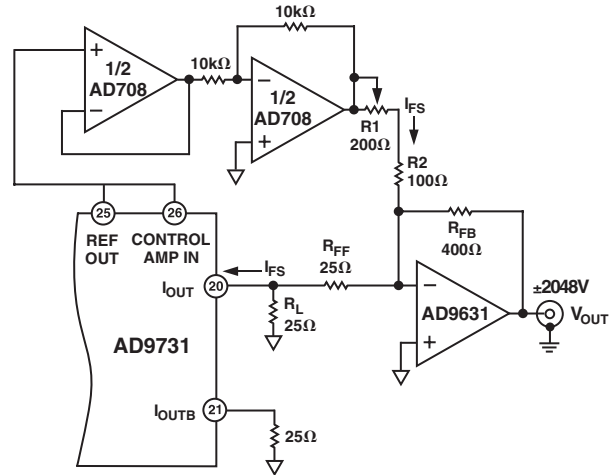 10kΩ
10kΩ
+
1/2
AD708
–
–
1/2
AD708
+
I_FS
R1
200Ω
R2
100Ω
25
26
REF
OUT
CONTROL
AMP IN
I_FS
R_FF
25Ω
R_FB
400Ω
I_OUT
20
R_L
25Ω
–
AD9631
+
±2048V
V_OUT
AD9731
I_OUTB
21
25Ω